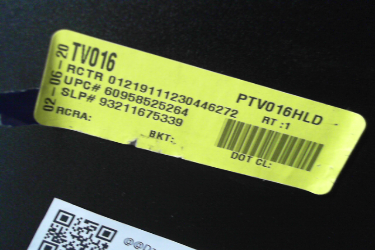 02-06-20
TV016
RCTR 01219111230446272
UPC# 60958525264
SLP# 93211675339
RCRA:
BKT:
PTV016HLD
RT :1
DOT CL: